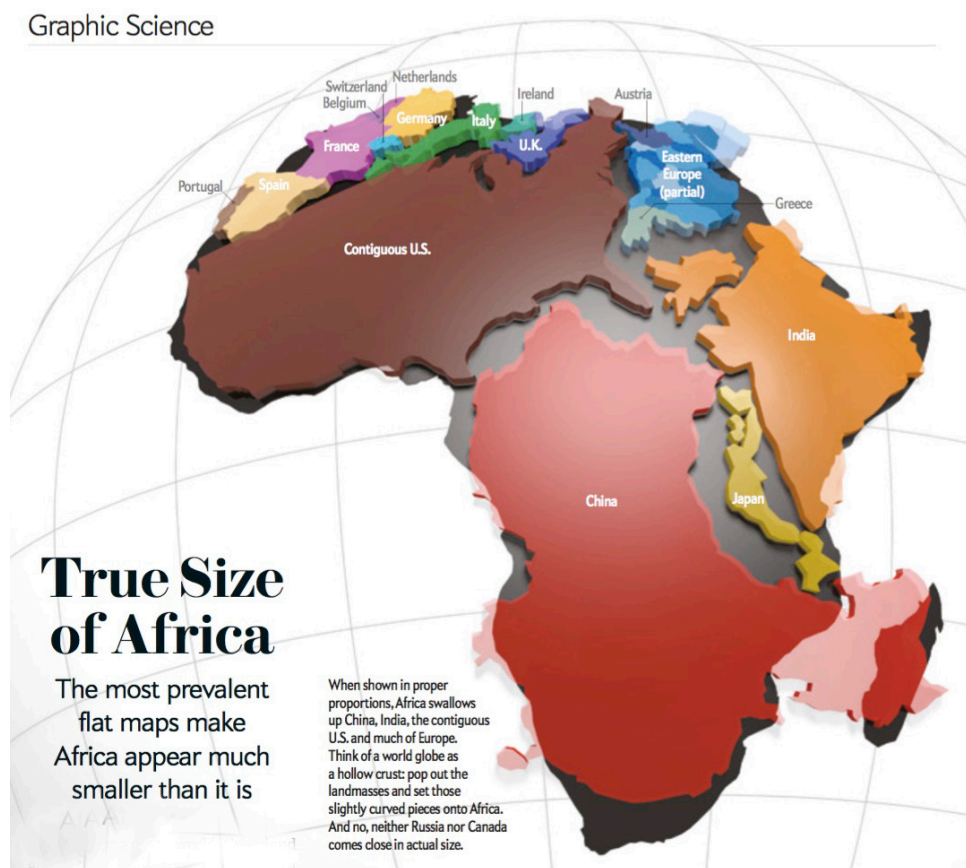 Graphic Science
Netherlands
Switzerland
Belgium
Ireland
Austria
Germany
Italy
France
U.K.
Eastern
Europe
(partial)
Portugal
Spain
Greece
Contiguous U.S.
India
China
Japan
True Size
of Africa
The most prevalent
flat maps make
Africa appear much
smaller than it is
When shown in proper
proportions, Africa swallows
up China, India, the contiguous
U.S. and much of Europe.
Think of a world globe as
a hollow crust: pop out the
landmasses and set those
slightly curved pieces onto Africa.
And no, neither Russia nor Canada
comes close in actual size.